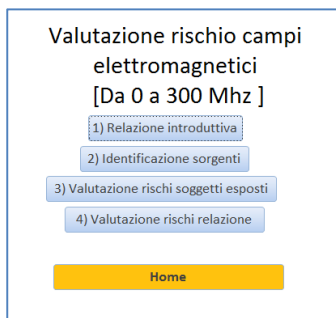 Valutazione rischio campi
elettromagnetici
[Da 0 a 300 Mhz ]
1) Relazione introduttiva
2) Identificazione sorgenti
3) Valutazione rischi soggetti esposti
4) Valutazione rischi relazione
Home